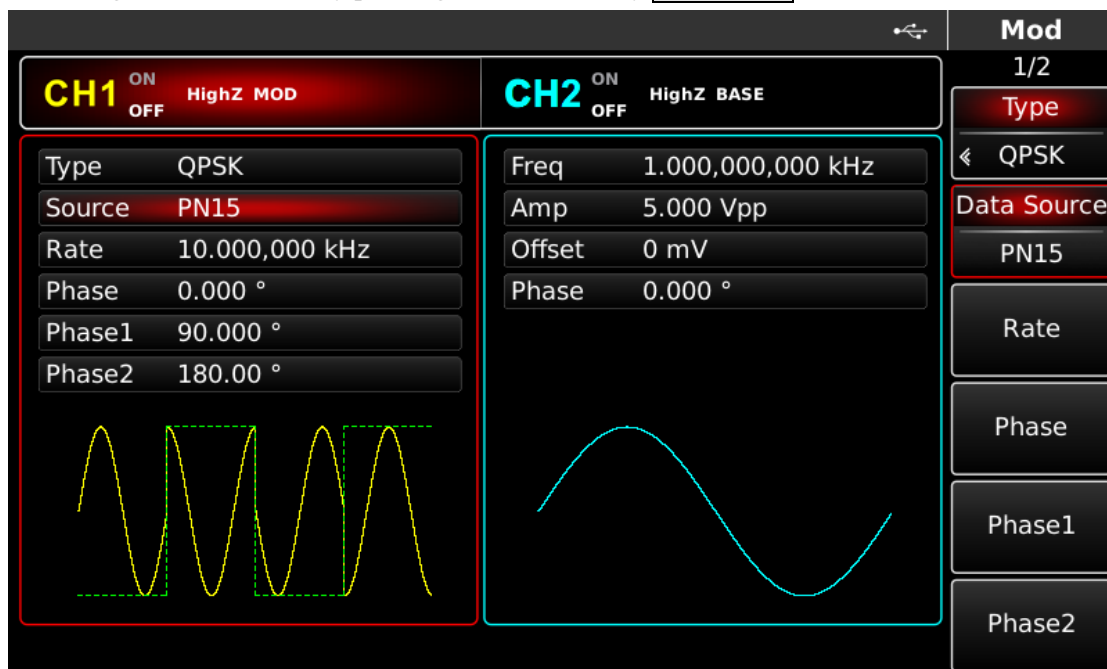 Mod
1/2
CH1 ON OFF HighZ MOD
CH2 ON OFF HighZ BASE
Type QPSK
Source PN15
Rate 10.000,000 kHz
Phase 0.000 °
Phase1 90.000 °
Phase2 180.00 °
Freq 1.000,000,000 kHz
Amp 5.000 Vpp
Offset 0 mV
Phase 0.000 °
Type
QPSK
Data Source
PN15
Rate
Phase
Phase1
Phase2